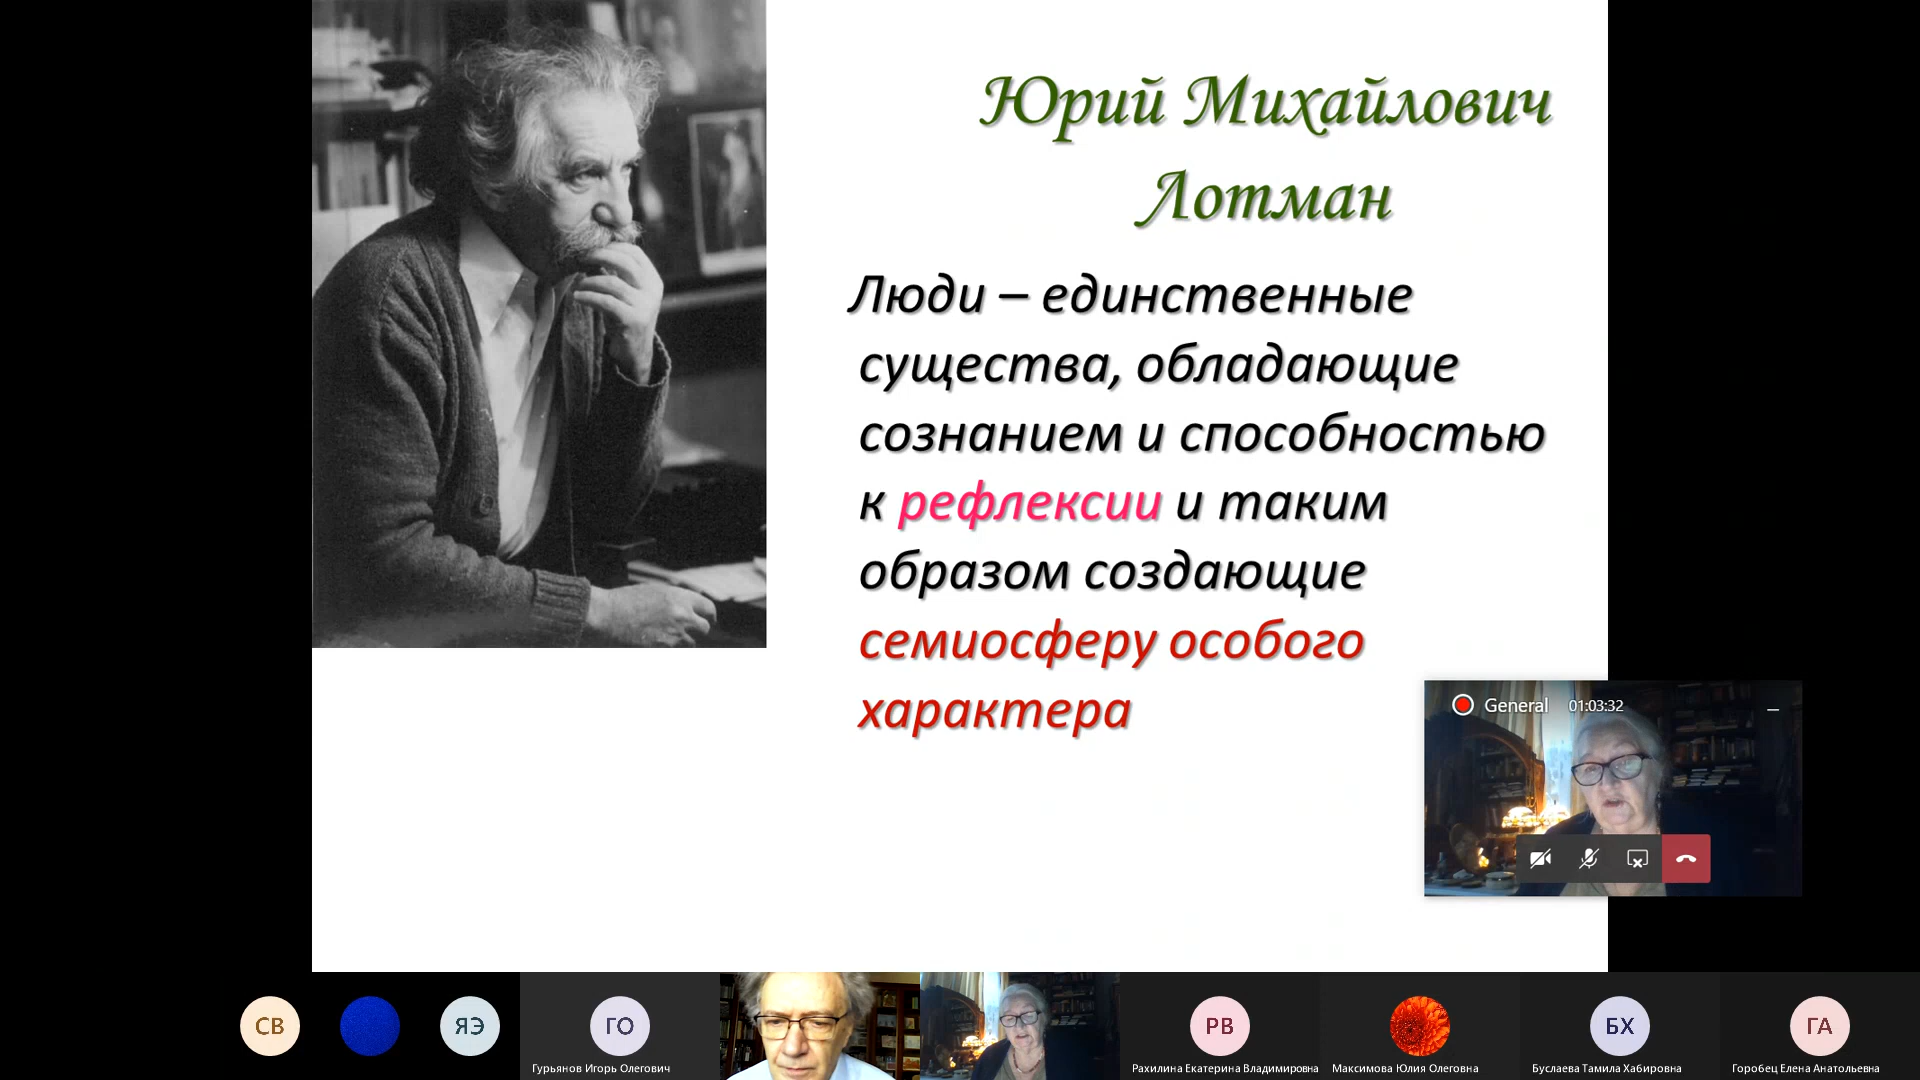 Юрий Михайлович
Лотман
Люди – единственные
существа, обладающие
сознанием и способностью
к рефлексии и таким
образом создающие
семиосферу особого
характера
General 01:03:32
СВ
ЯЭ
ГО
РВ
БХ
ГА
Гурьянов Игорь Олегович
Рахилина Екатерина Владимировна
Максимова Юлия Олеговна
Буслаева Тамила Хабировна
Горобец Елена Анатольевна